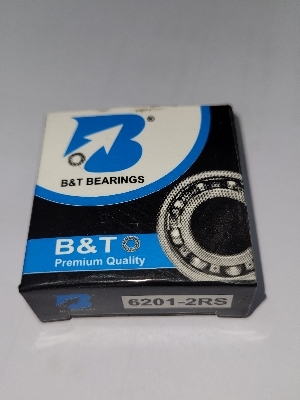 B
®
B&T BEARINGS
B&T
Premium Quality
B
6201-2RS